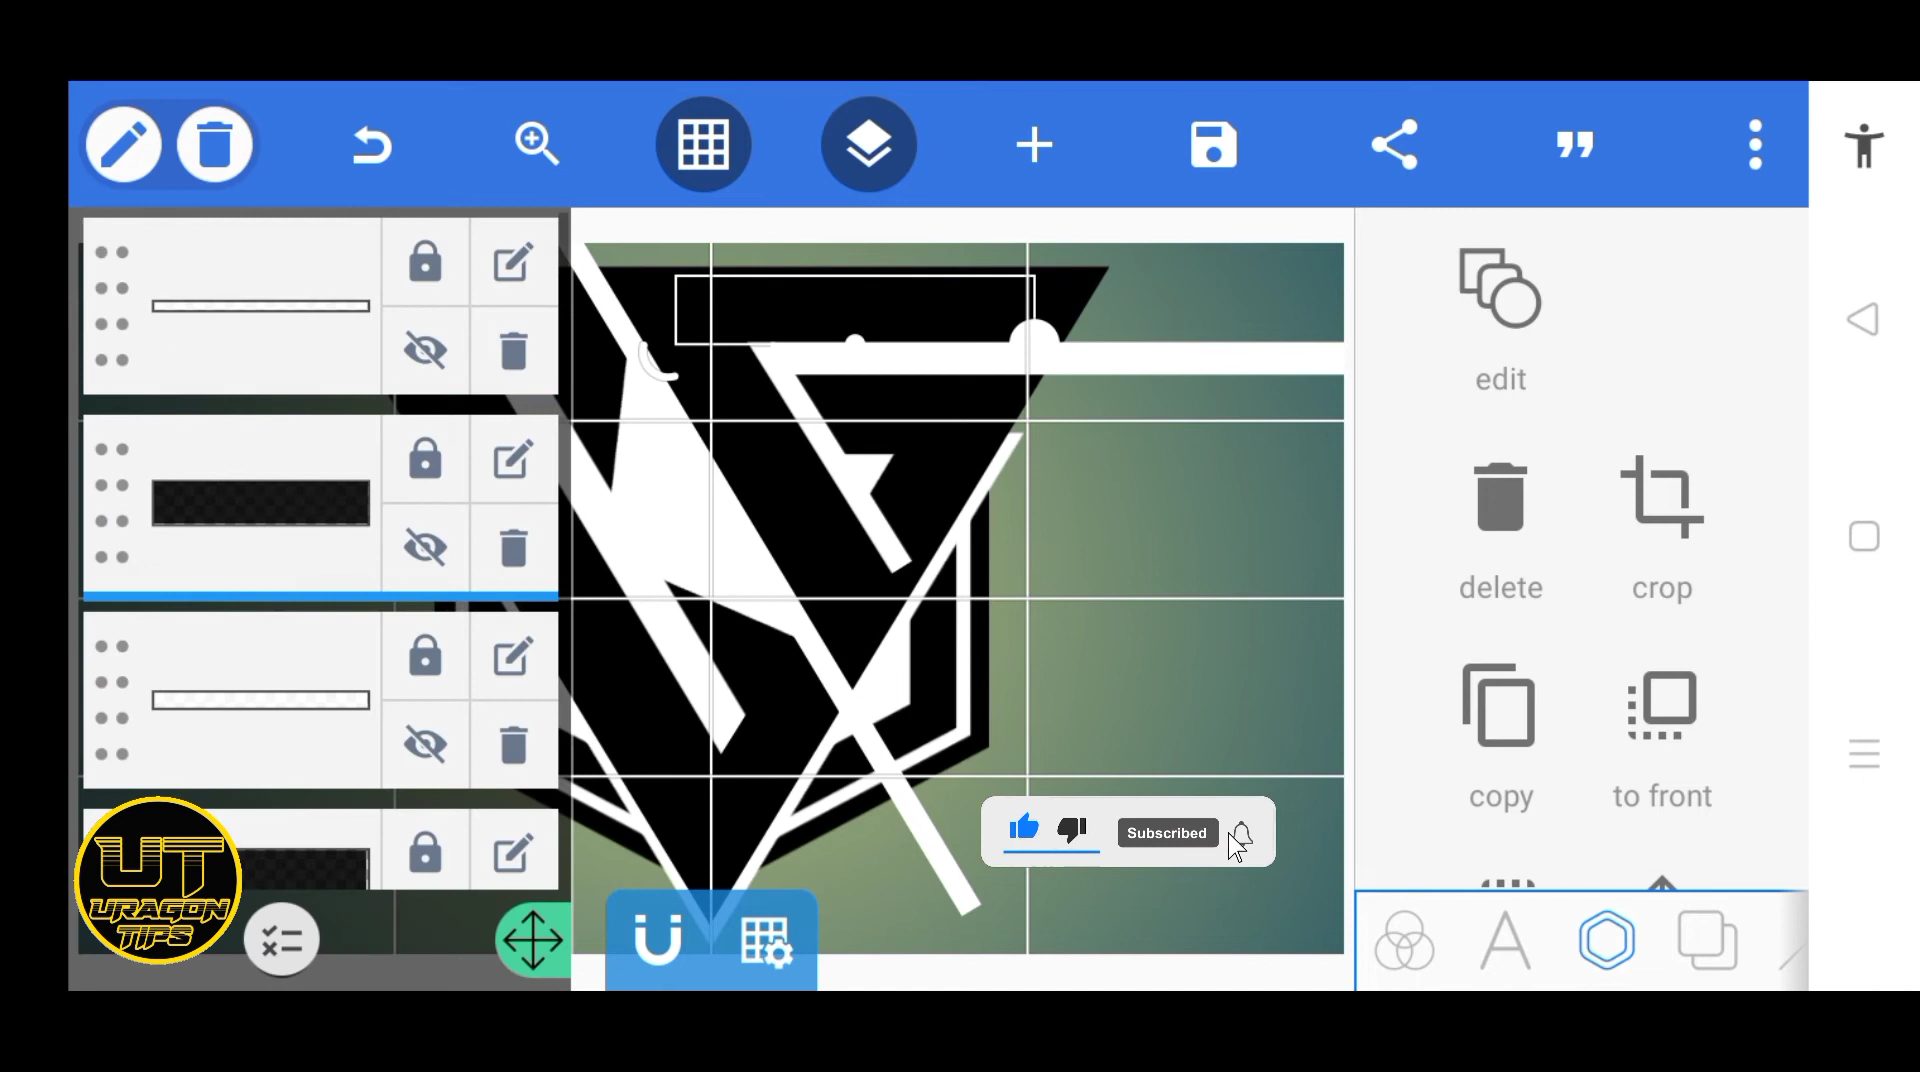 edit
delete
crop
copy
to front
Subscribed
UT
URAGON
TIPS